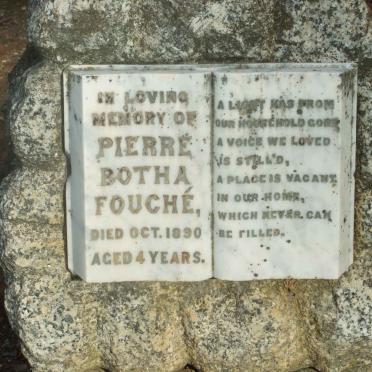 IN LOVING
MEMORY OF
PIERRÉ
BOTHA
FOUCHÉ,
DIED OCT. 1890
AGED 4 YEARS.
A LIGHT HAS FROM
OUR HOUSEHOLD GONE
A VOICE WE LOVED
IS STILL'D,
A PLACE IS VACANT
IN OUR HOME,
WHICH NEVER CAN
BE FILLED.